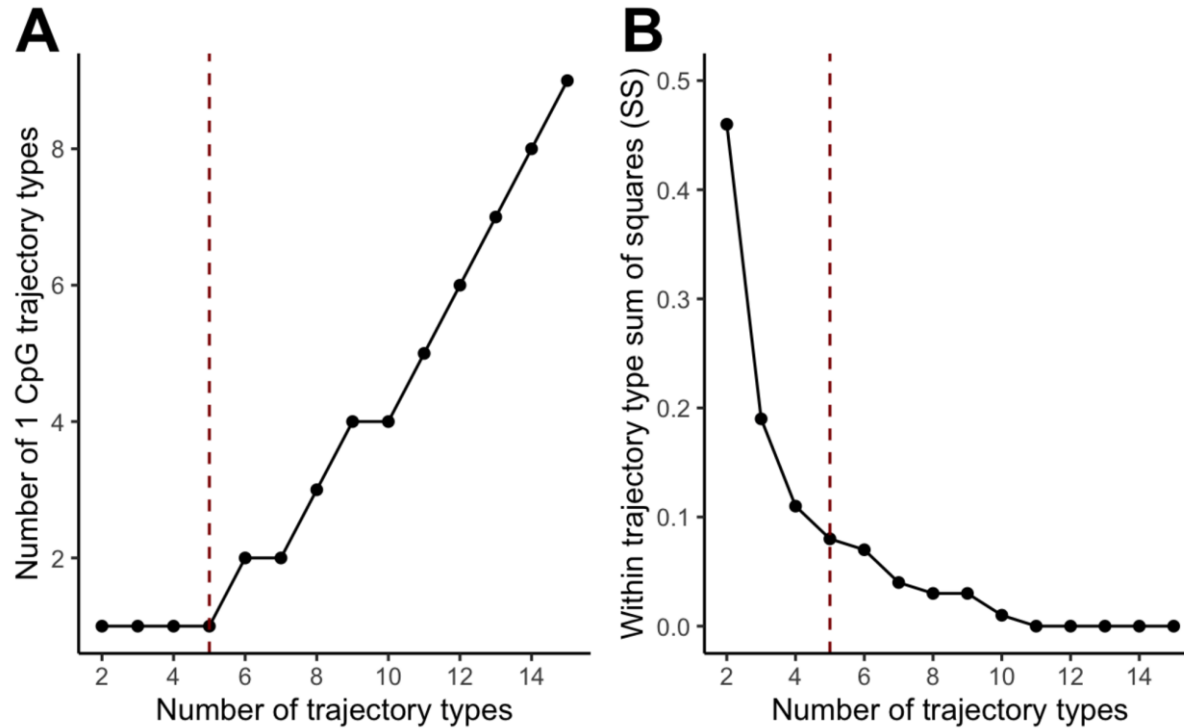 A
Number of 1 CpG trajectory types
8
6
4
2
2 4 6 8 10 12 14
Number of trajectory types
B
Within trajectory type sum of squares (SS)
0.5
0.4
0.3
0.2
0.1
0.0
2 4 6 8 10 12 14
Number of trajectory types